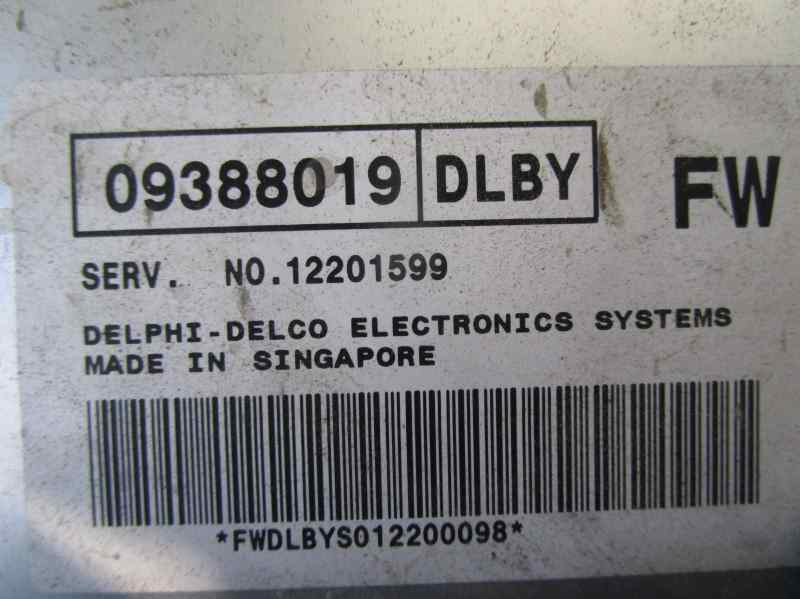 09388019 DLBY FW
SERV. NO.12201599
DELPHI-DELCO ELECTRONICS SYSTEMS
MADE IN SINGAPORE
*FWDLBYS012200098*